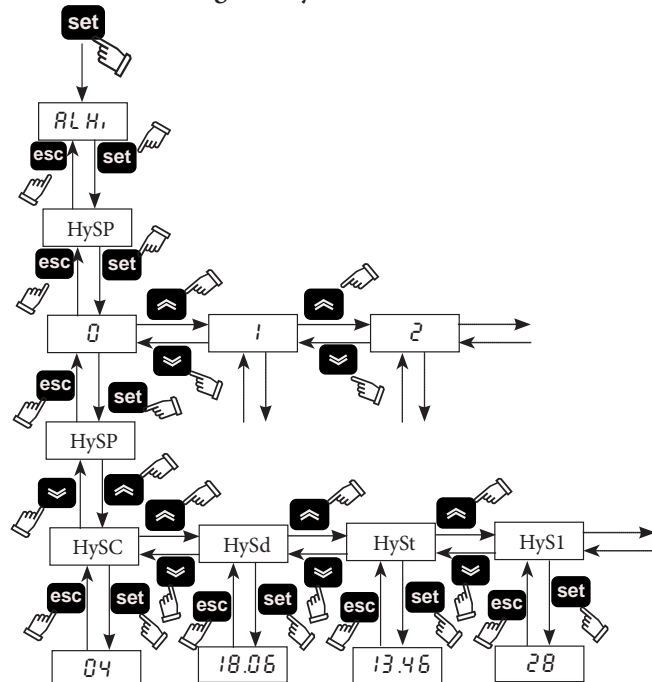 set
ALHi
esc set
HySP
esc set
0 1 2
esc set
HySP
HySC HySd HySt HyS1
esc set esc set esc set esc set
04 18.06 13.46 28